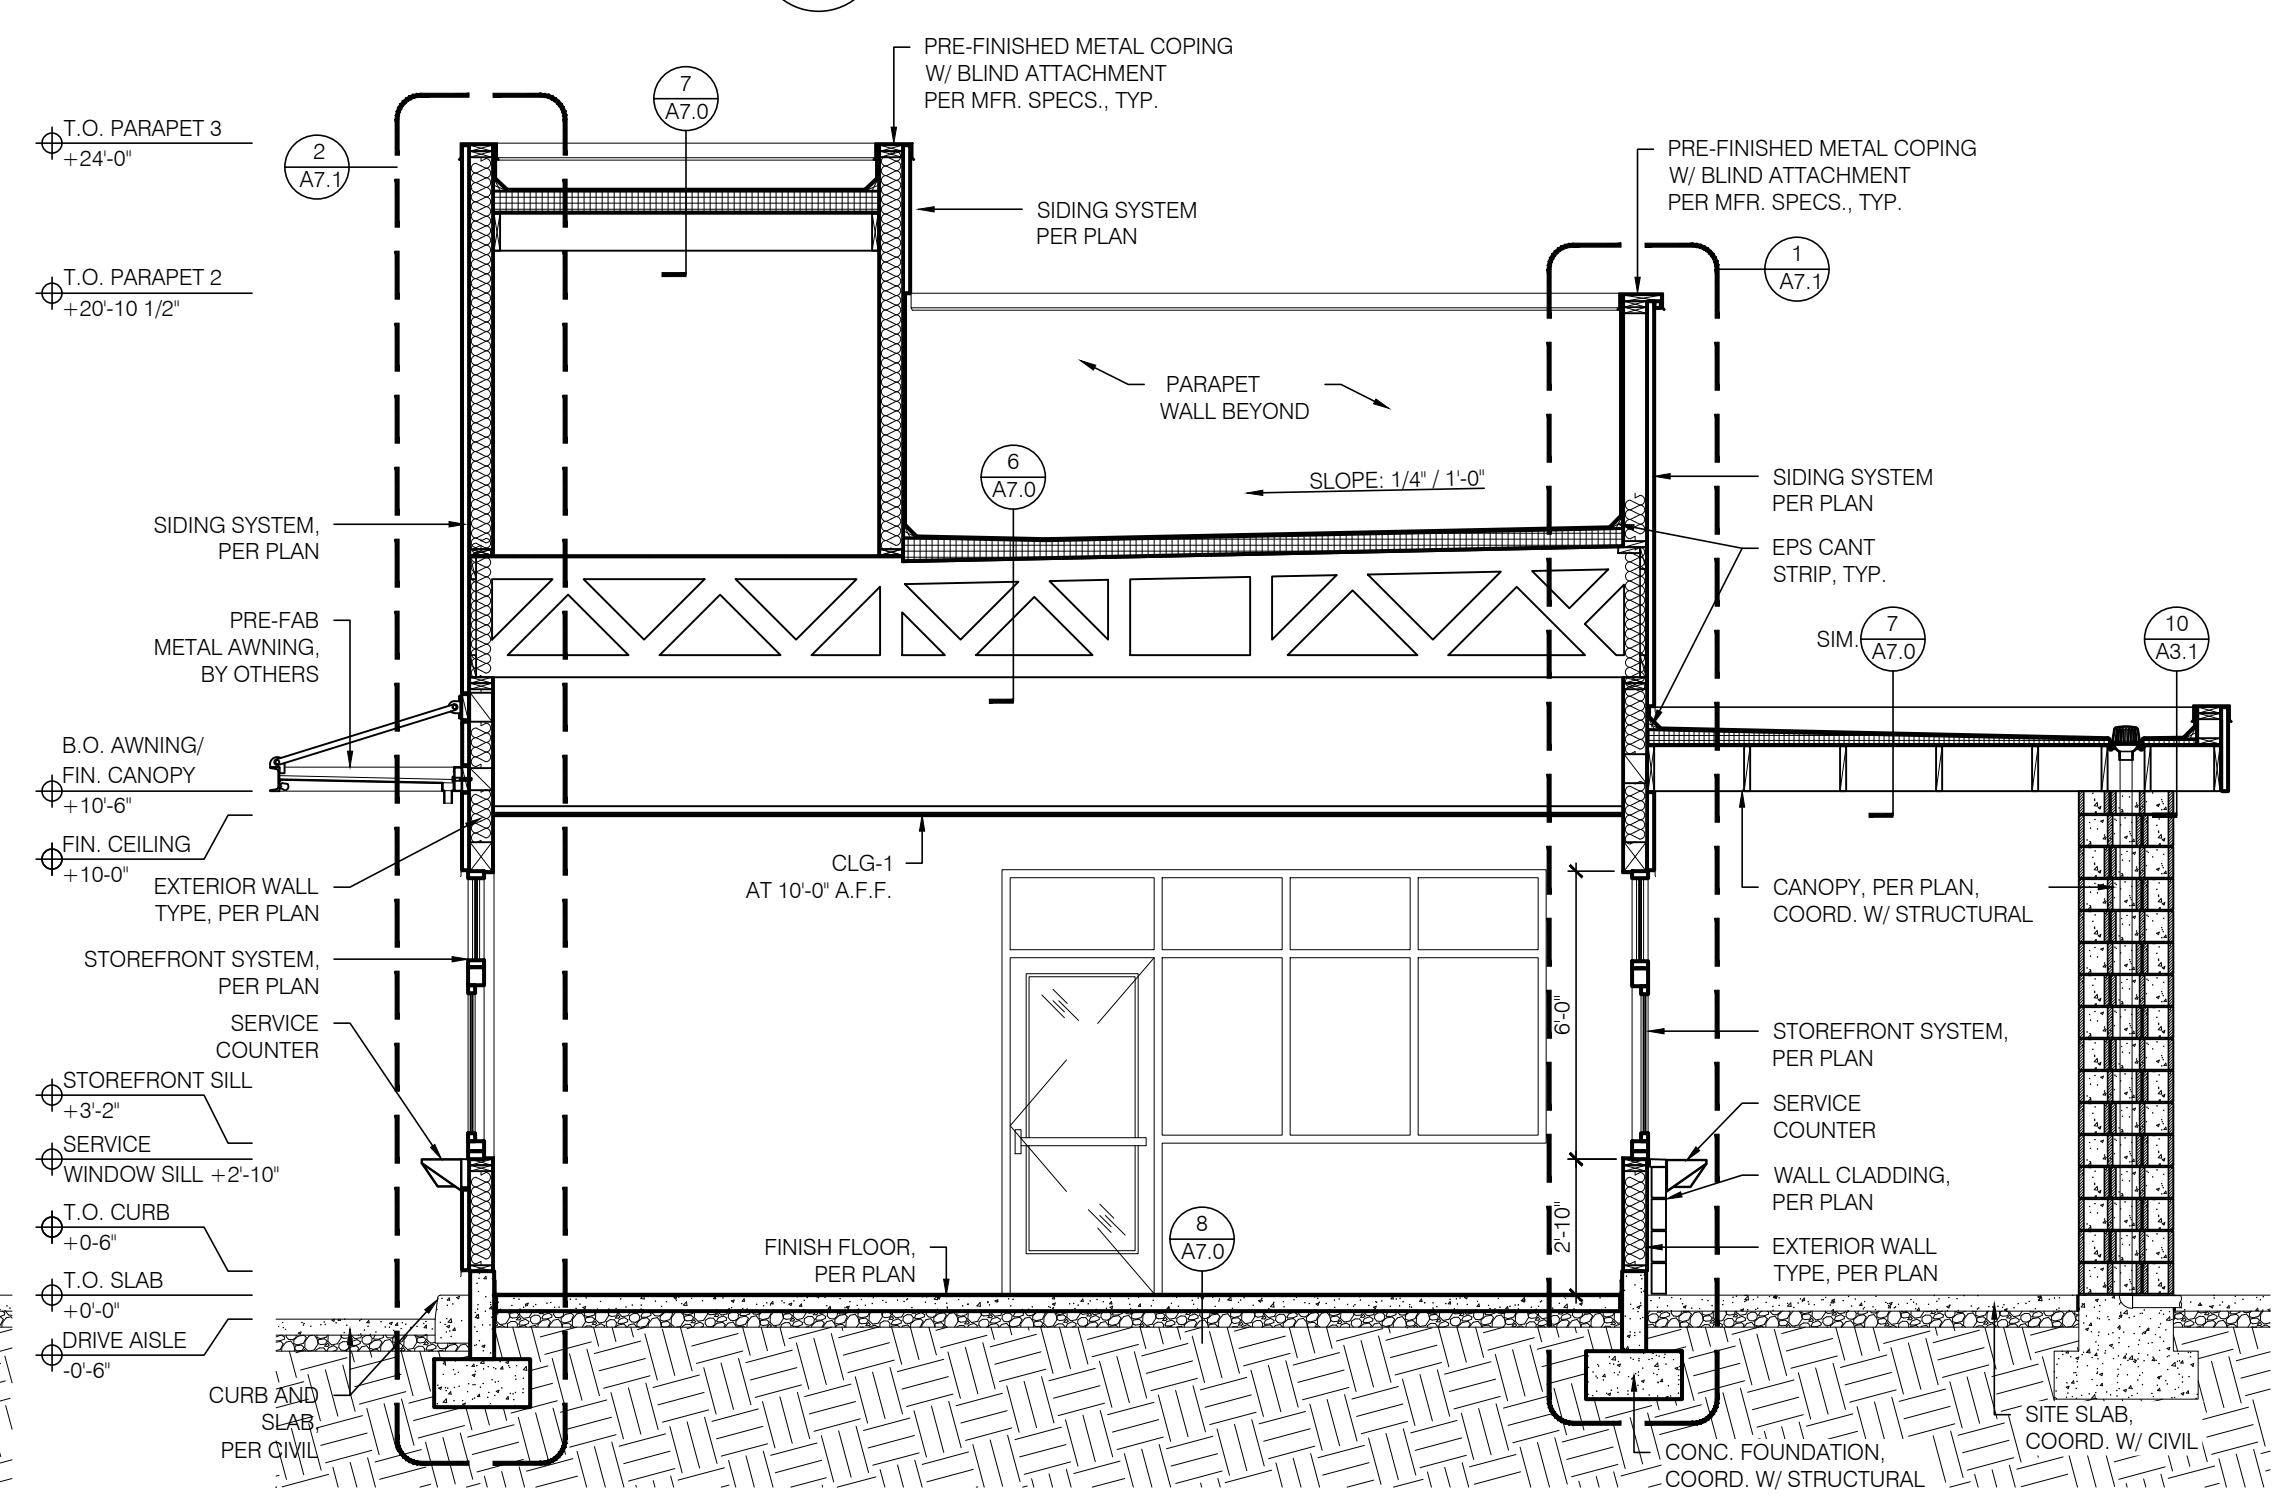 PRE-FINISHED METAL COPING
W/ BLIND ATTACHMENT
PER MFR. SPECS., TYP.
7
A7.0
T.O. PARAPET 3
+24'-0"
2
A7.1
PRE-FINISHED METAL COPING
W/ BLIND ATTACHMENT
PER MFR. SPECS., TYP.
SIDING SYSTEM
PER PLAN
1
A7.1
T.O. PARAPET 2
+20'-10 1/2"
PARAPET
WALL BEYOND
6
A7.0
SLOPE: 1/4" / 1'-0"
SIDING SYSTEM
PER PLAN
SIDING SYSTEM,
PER PLAN
EPS CANT
STRIP, TYP.
PRE-FAB
METAL AWNING,
BY OTHERS
SIM.
7
A7.0
10
A3.1
B.O. AWNING/
FIN. CANOPY
+10'-6"
FIN. CEILING
+10-0"
CLG-1
AT 10'-0" A.F.F.
EXTERIOR WALL
TYPE, PER PLAN
CANOPY, PER PLAN,
COORD. W/ STRUCTURAL
STOREFRONT SYSTEM,
PER PLAN
6'-0"
SERVICE
COUNTER
STOREFRONT SYSTEM,
PER PLAN
STOREFRONT SILL
+3'-2"
SERVICE
COUNTER
SERVICE
WINDOW SILL +2'-10"
WALL CLADDING,
PER PLAN
T.O. CURB
+0-6"
2'-10"
8
A7.0
FINISH FLOOR,
PER PLAN
EXTERIOR WALL
TYPE, PER PLAN
T.O. SLAB
+0'-0"
DRIVE AISLE
-0'-6"
CURB AND
SLAB,
PER CIVIL
SITE SLAB,
COORD. W/ CIVIL
CONC. FOUNDATION,
COORD. W/ STRUCTURAL